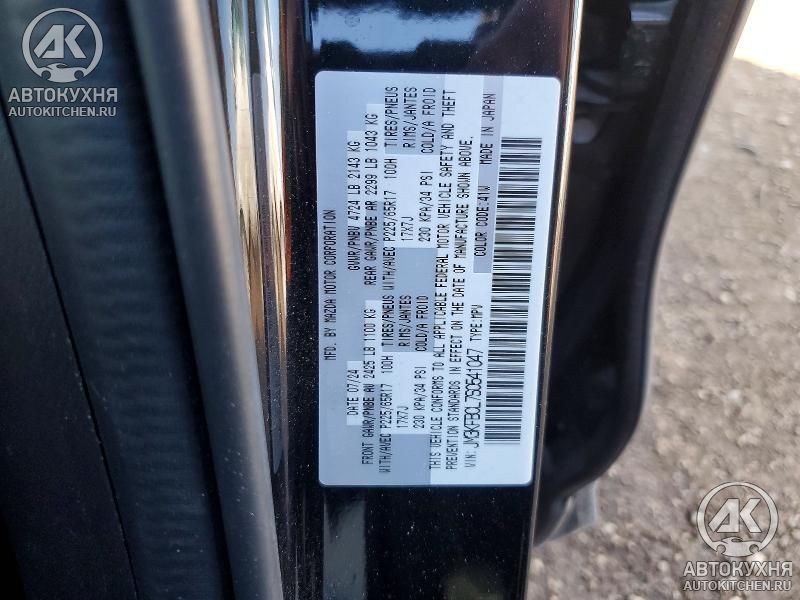 MFD. BY MAZDA MOTOR CORPORATION
DATE 07/24 GVWR/PNBV 4724 LB 2143 KG
FRONT GAWR/PNBE AV 2425 LB 1100 KG REAR GAWR/PNBE AR 2299 LB 1043 KG
WITH/AVEC P225/65R17 100H TIRES/PNEUS WITH/AVEC P225/65R17 100H TIRES/PNEUS
17X7J RIMS/JANTES 17X7J RIMS/JANTES
230 KPA/34 PSI COLD/A FROID 230 KPA/34 PSI COLD/A FROID
THIS VEHICLE CONFORMS TO ALL APPLICABLE FEDERAL MOTOR VEHICLE SAFETY AND THEFT
PREVENTION STANDARDS IN EFFECT ON THE DATE OF MANUFACTURE SHOWN ABOVE.
VIN: JM3KFBCL7S0541047 TYPE:MPV COLOR CODE:41W MADE IN JAPAN
АК
АВТОКУХНЯ
AUTOKITCHEN.RU
АК
АВТОКУХНЯ
AUTOKITCHEN.RU